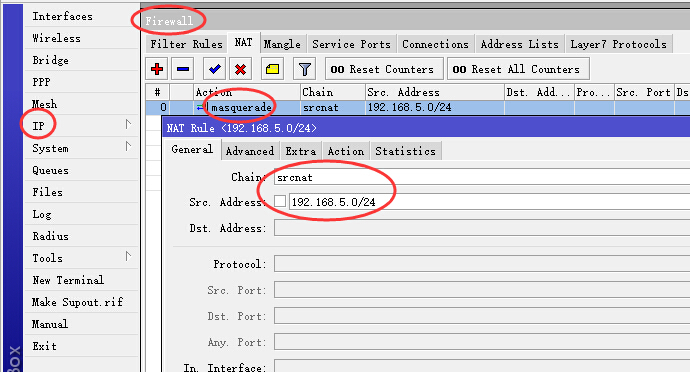 Interfaces
Wireless
Bridge
PPP
Mesh
IP
System
Queues
Files
Log
Radius
Tools
New Terminal
Make Supout.rif
Manual
Exit
Box
Firewall
Filter Rules NAT Mangle Service Ports Connections Address Lists Layer7 Protocols
00 Reset Counters 00 Reset All Counters
# Action Chain Src. Address Dst. Add... Pro... Src. Port Ds
0 masquerade srcnat 192.168.5.0/24
NAT Rule <192.168.5.0/24>
General Advanced Extra Action Statistics
Chain: srcnat
Src. Address: 192.168.5.0/24
Dst. Address:
Protocol:
Src. Port:
Dst. Port:
Any. Port:
In. Interface: